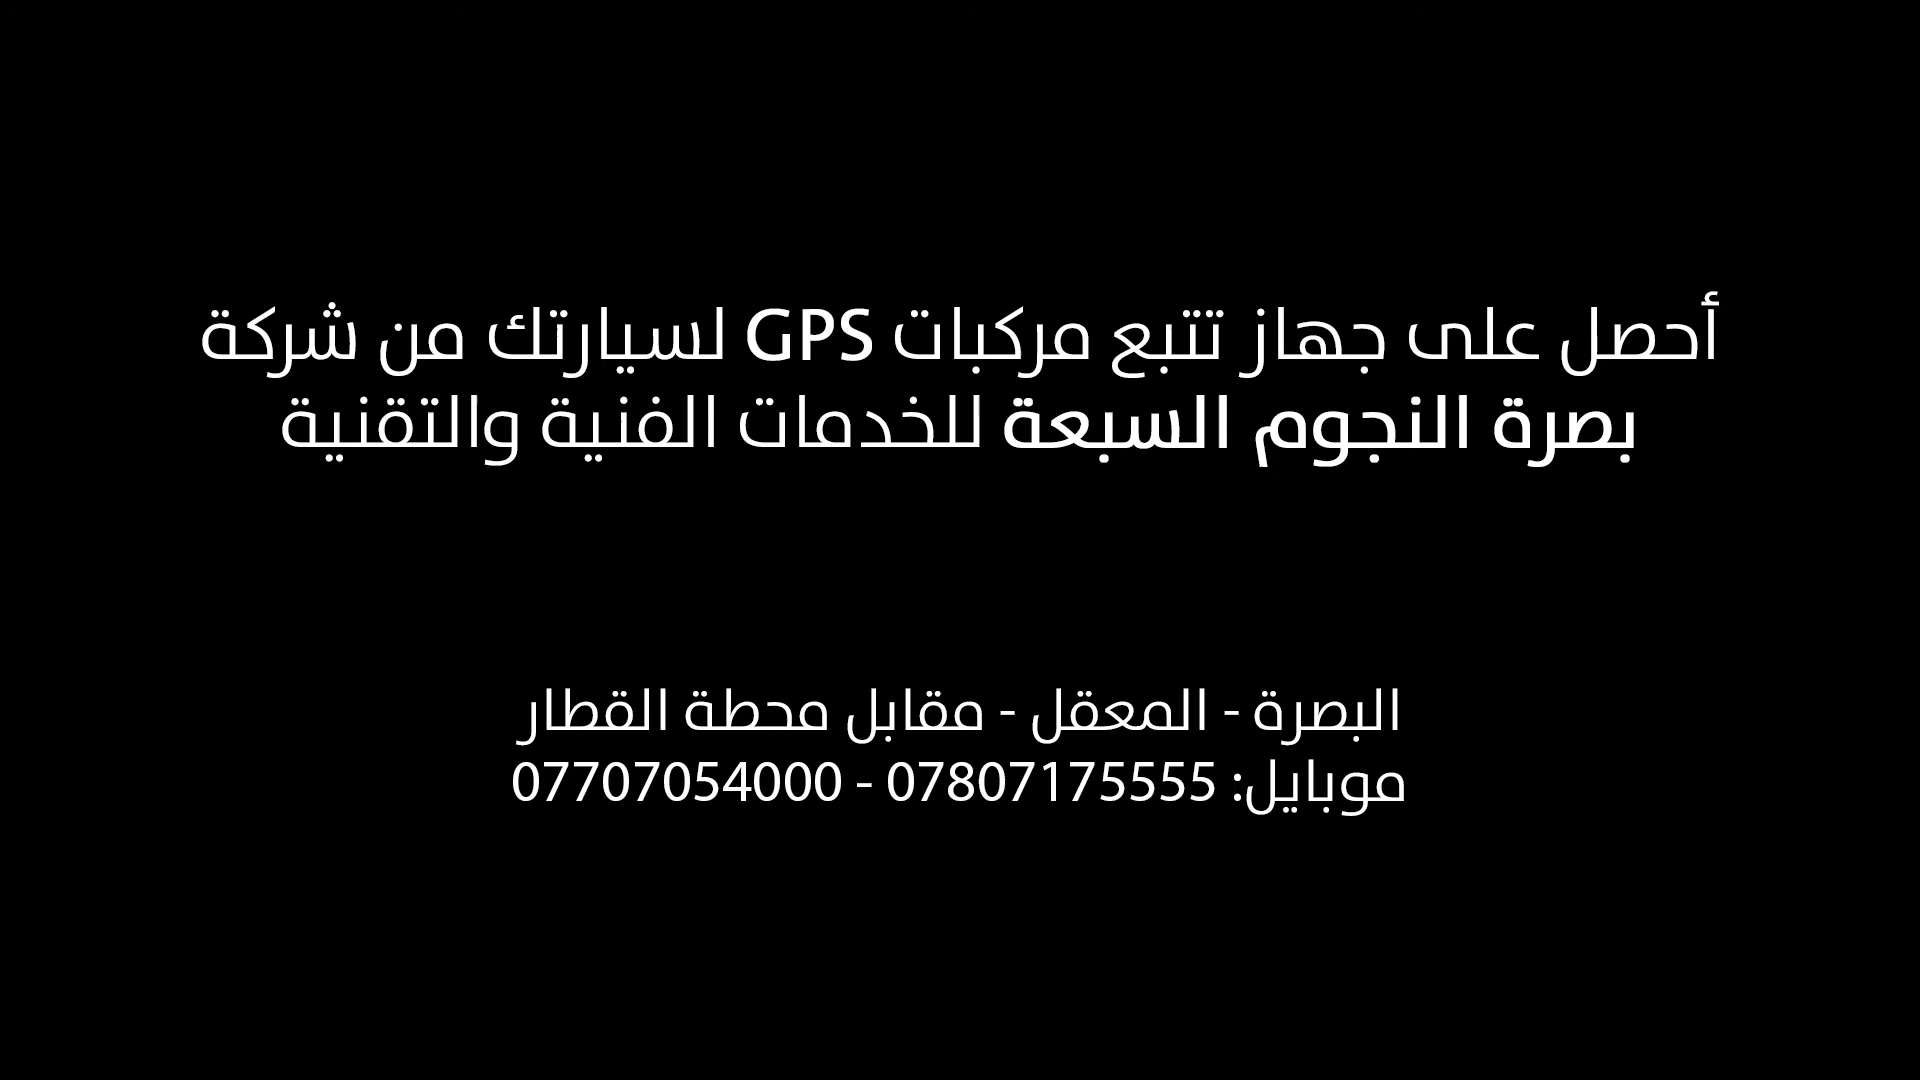 أحصل على جهاز تتبع مركبات GPS لسيارتك من شركة
بصرة النجوم السبعة للخدمات الفنية والتقنية
البصرة - المعقل - مقابل محطة القطار
موبايل: 07807175555 - 07707054000